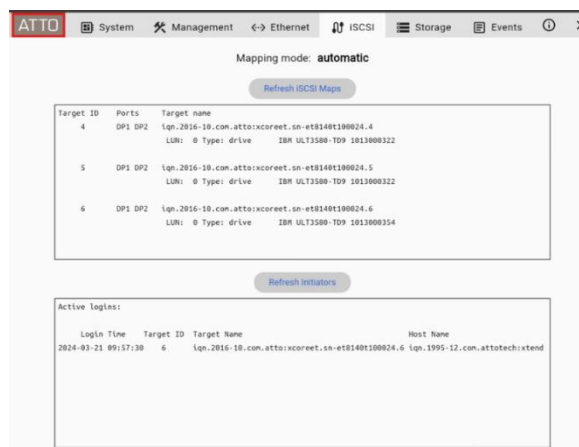 ATTO System Management Ethernet iSCSI Storage Events
Mapping mode: automatic
Refresh iSCSI Maps
Target ID Ports Target name
4 DP1 DP2 iqn.2016-10.com.atto:xcoreet.sn-et8140t100024.4
LUN: 0 Type: drive IBM ULT3580-TD9 1013000322
5 DP1 DP2 iqn.2016-10.com.atto:xcoreet.sn-et8140t100024.5
LUN: 0 Type: drive IBM ULT3580-TD9 1013000322
6 DP1 DP2 iqn.2016-10.com.atto:xcoreet.sn-et8140t100024.6
LUN: 0 Type: drive IBM ULT3580-TD9 1013000354
Refresh Initiators
Active logins:
Login Time Target ID Target Name Host Name
2024-03-21 09:57:30 6 iqn.2016-10.com.atto:xcoreet.sn-et8140t100024.6 iqn.1995-12.com.attotech:xtend